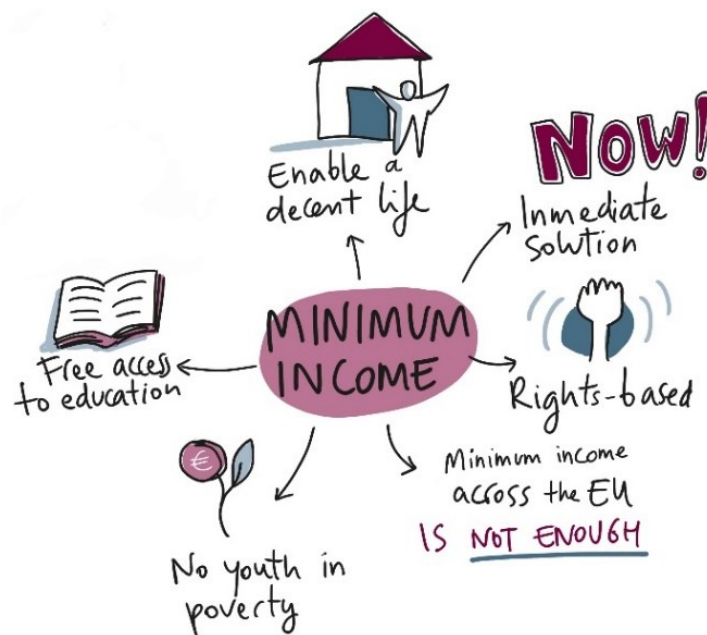 MINIMUM
INCOME
Enable a
decent life
NOW!
Inmediate
solution
Rights-based
Minimum income
across the EU
IS NOT ENOUGH
€
No youth in
poverty
Free access
to education